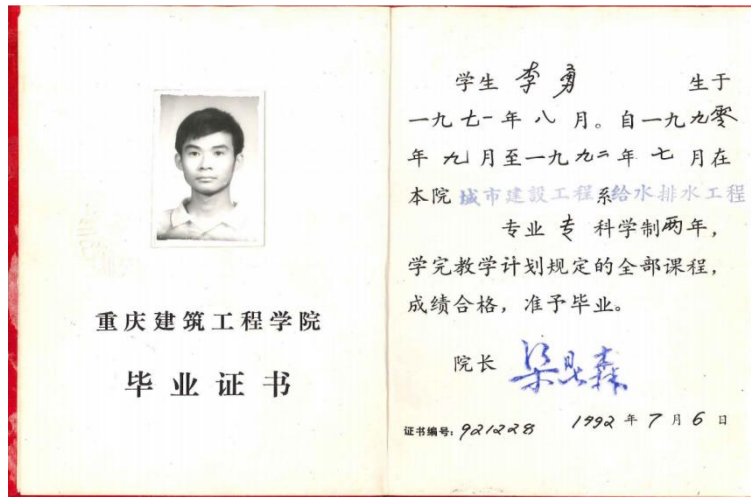 重庆建筑工程学院
毕业证书
学生 李勇 生于
一九七一年八月。自一九九零
年九月至一九九二年七月在
本院 城市建設工程系给水排水工程
专业 专 科学制两年，
学完教学计划规定的全部课程，
成绩合格，准予毕业。
院长
证书编号：921228 1992年7月6日